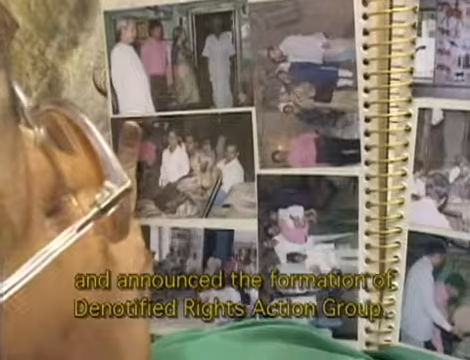 and announced the formation of
Denotified Rights Action Group.